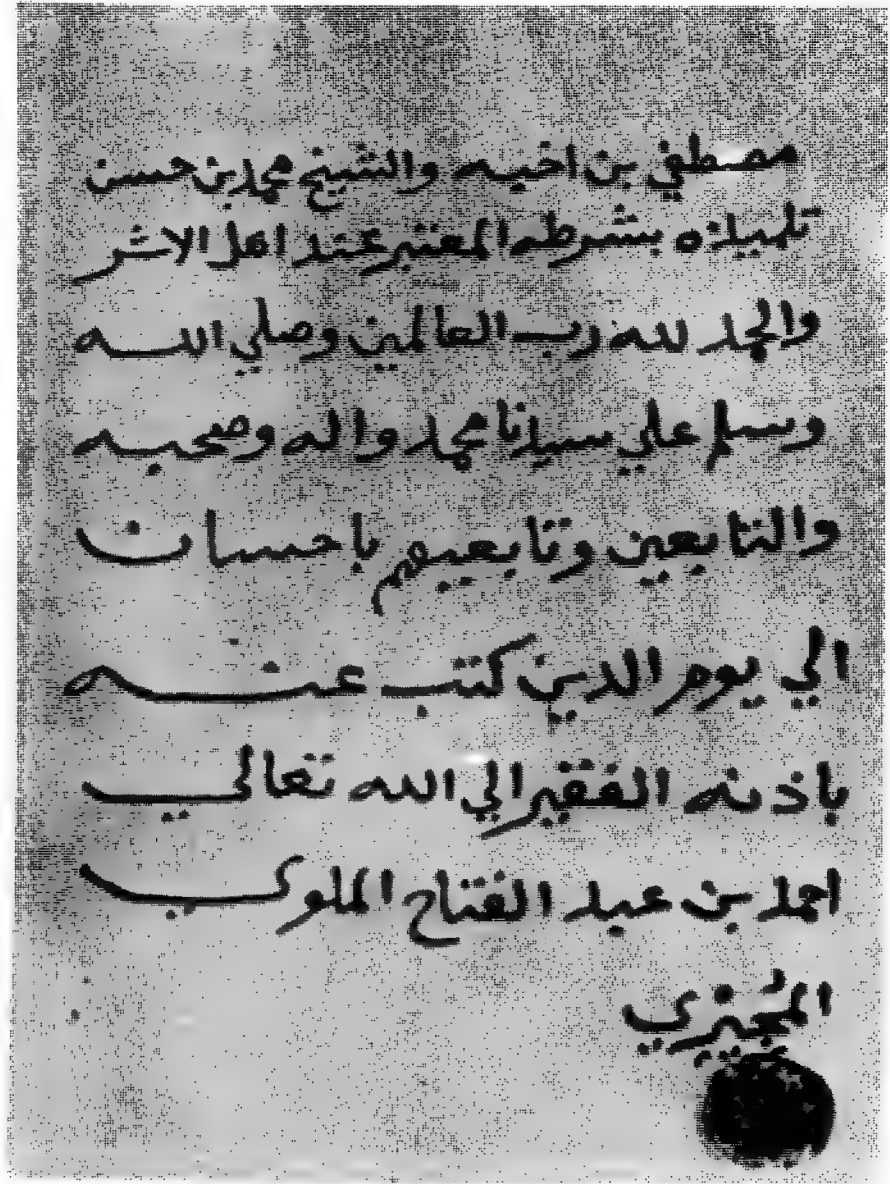 مصطفي بن اخيه والشيخ محمد بن حسن
تلميذه بشرطه المعتبر عند اهل الاثر
والحمد لله رب العالمين وصلي الله
وسلم علي سيدنا محمد واله وصحبه
والتابعين وتابعيهم باحسان
الي يوم الدين كتب عنه
باذنه الفقير الي الله تعالي
احمد بن عبد الفتاح الملوي
المجيري